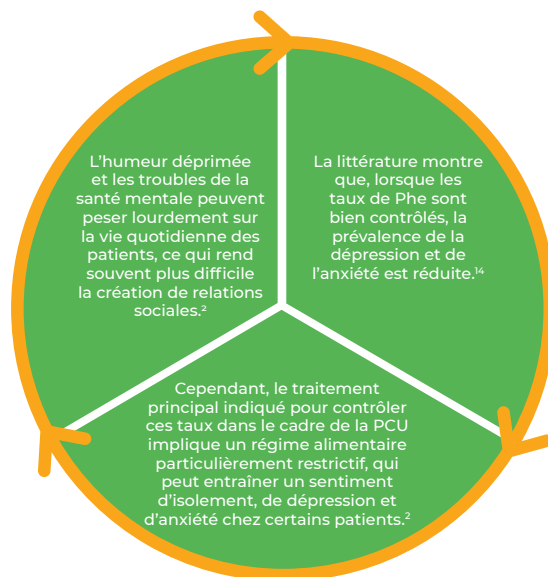 L'humeur déprimée
et les troubles de la
santé mentale peuvent
peser lourdement sur
la vie quotidienne des
patients, ce qui rend
souvent plus difficile
la création de relations
sociales.²
La littérature montre
que, lorsque les
taux de Phe sont
bien contrôlés, la
prévalence de la
dépression et de
l'anxiété est réduite.¹⁴
Cependant, le traitement
principal indiqué pour contrôler
ces taux dans le cadre de la PCU
implique un régime alimentaire
particulièrement restrictif, qui
peut entraîner un sentiment
d'isolement, de dépression et
d'anxiété chez certains patients.²